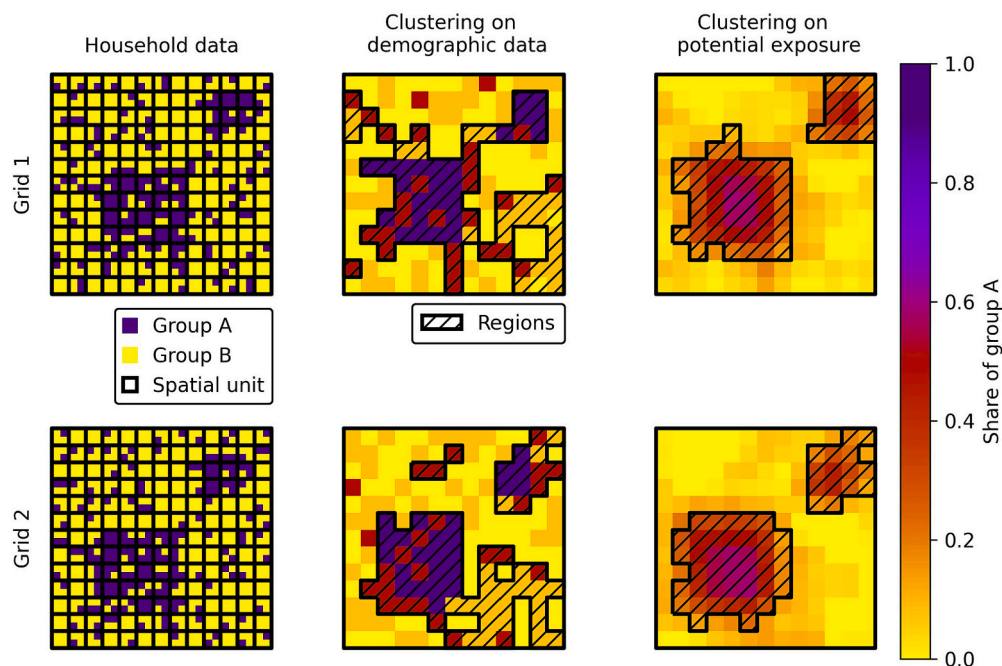 Household data
Clustering on
demographic data
Clustering on
potential exposure
Grid 1
Group A
Group B
Spatial unit
Regions
Grid 2
1.0
0.8
0.6
0.4
0.2
0.0
Share of group A